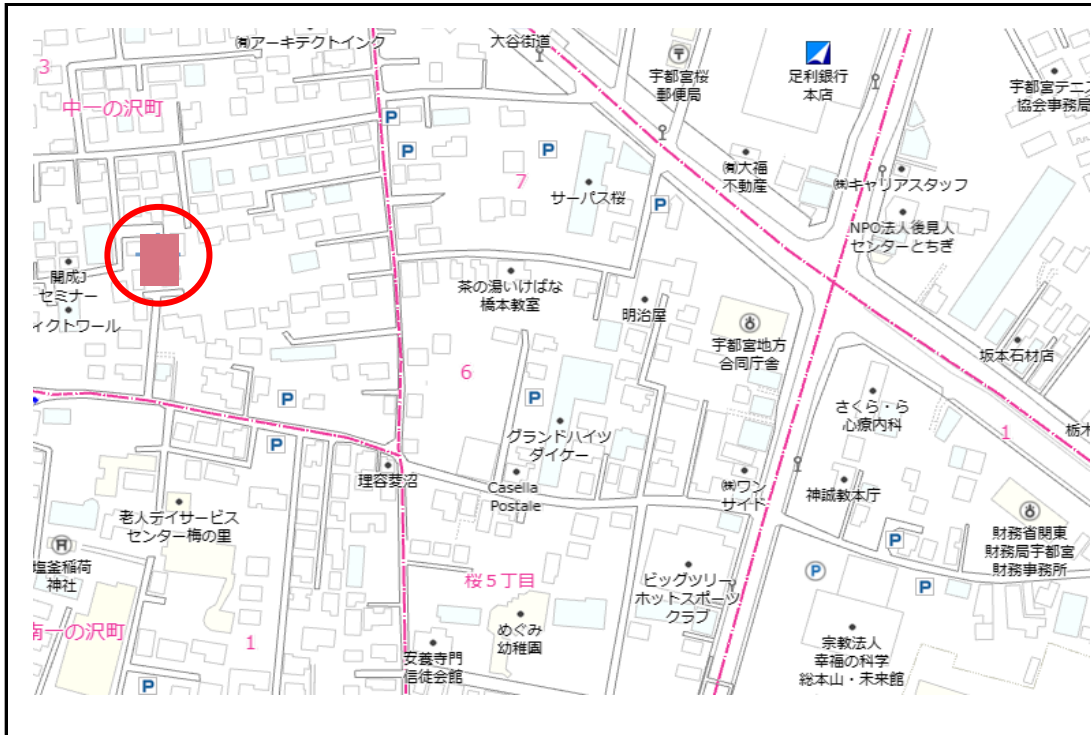 ㈲アーキテクトインク
大谷街道
宇都宮桜
郵便局
足利銀行
本店
宇都宮テニス
協会事務局
3
中一の沢町
P
P
P
7
㈲大福
不動産
㈱キャリアスタッフ
サーパス桜
P
NPO法人後見人
センターとちぎ
開成J
セミナー
ィクトワール
茶の湯いけばな
橋本教室
明治屋
宇都宮地方
合同庁舎
坂本石材店
6
P
P
さくら・ら
心療内科
1
栃木
P
グランドハイツ
ダイケー
理容菱沼
Casella
Postale
㈱ワン
サイド
神誠教本庁
老人デイサービス
センター梅の里
財務省関東
財務局宇都宮
財務事務所
P
塩釜稲荷
神社
桜5丁目
ビッグツリー
ホットスポーツ
クラブ
P
P
南一の沢町
1
めぐみ
幼稚園
安養寺門
信徒会館
宗教法人
幸福の科学
総本山・未来館
P